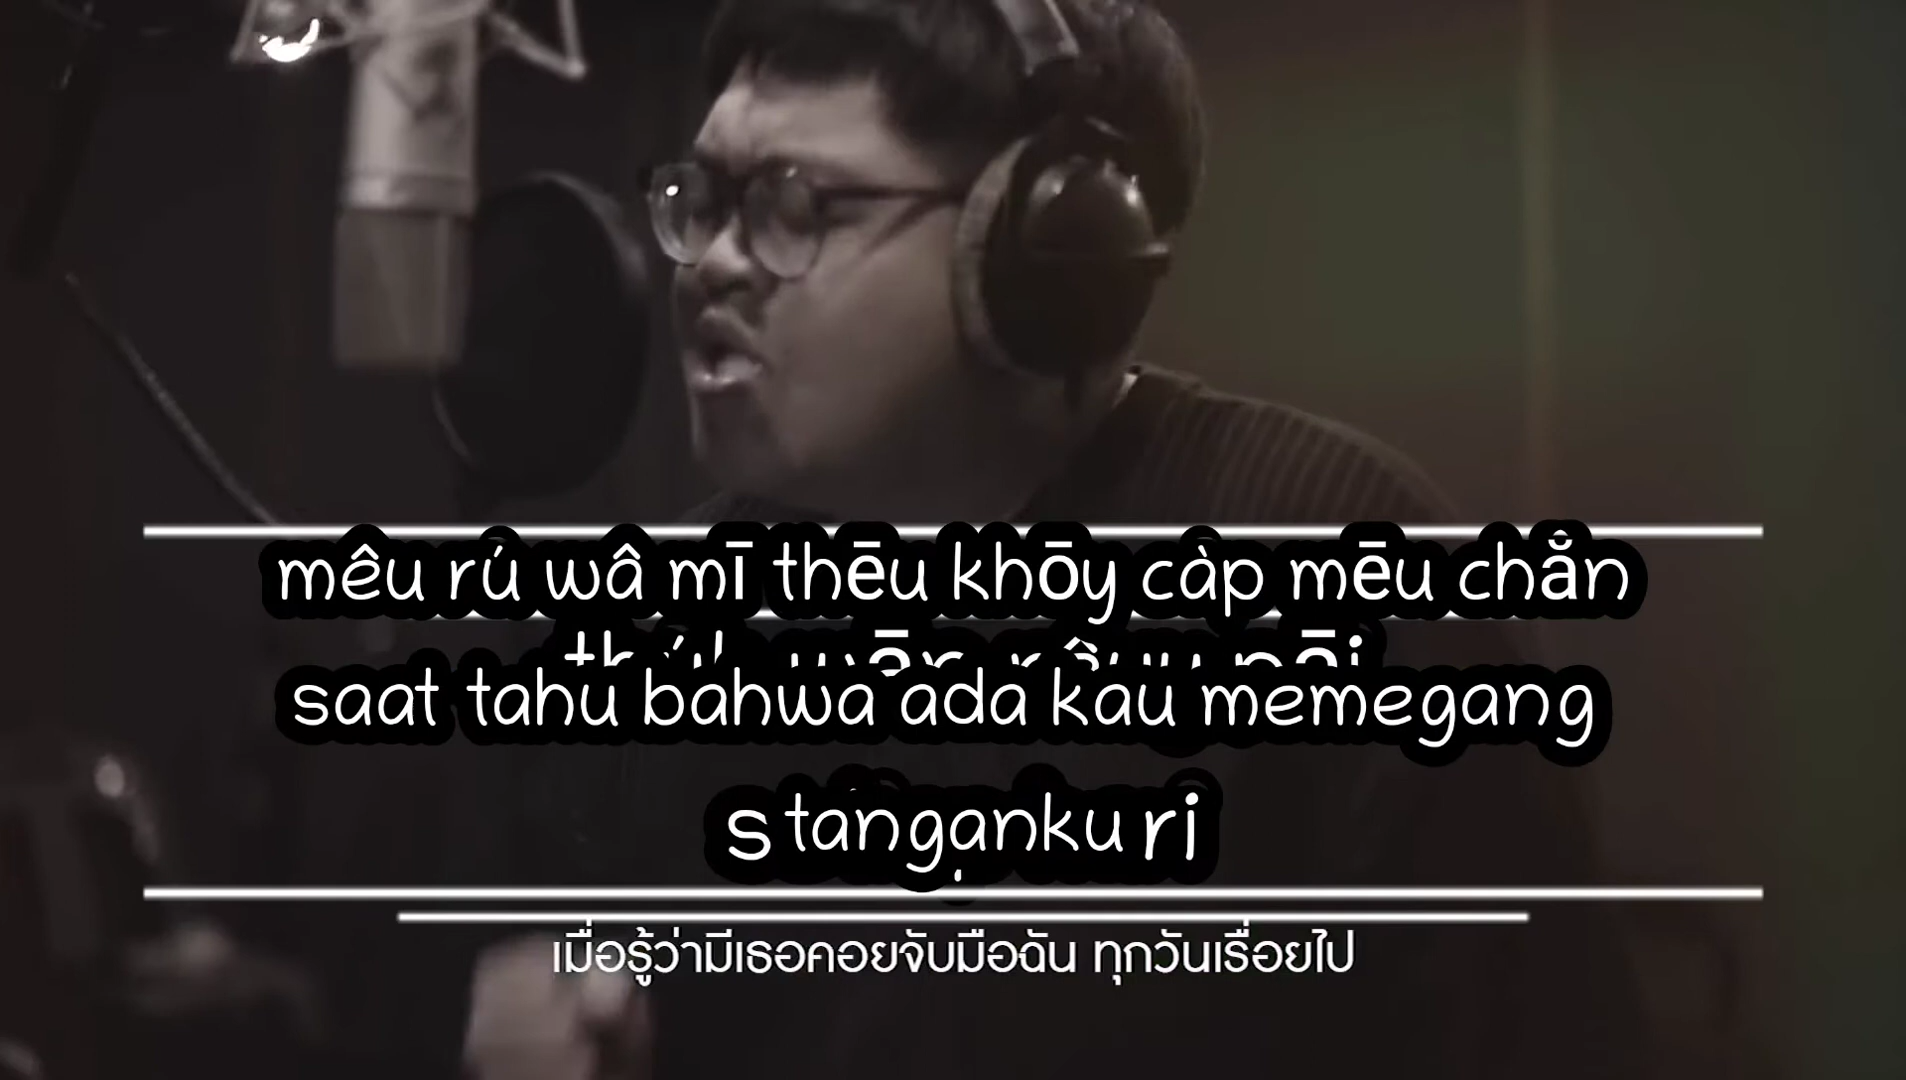 mêu rú wâ mī thēu khōy càp mēu chẳn
saat tahu bahwa ada kau memegang
tanganku
เมื่อรู้ว่ามีเธอคอยจับมือฉัน ทุกวันเรื่อยไป